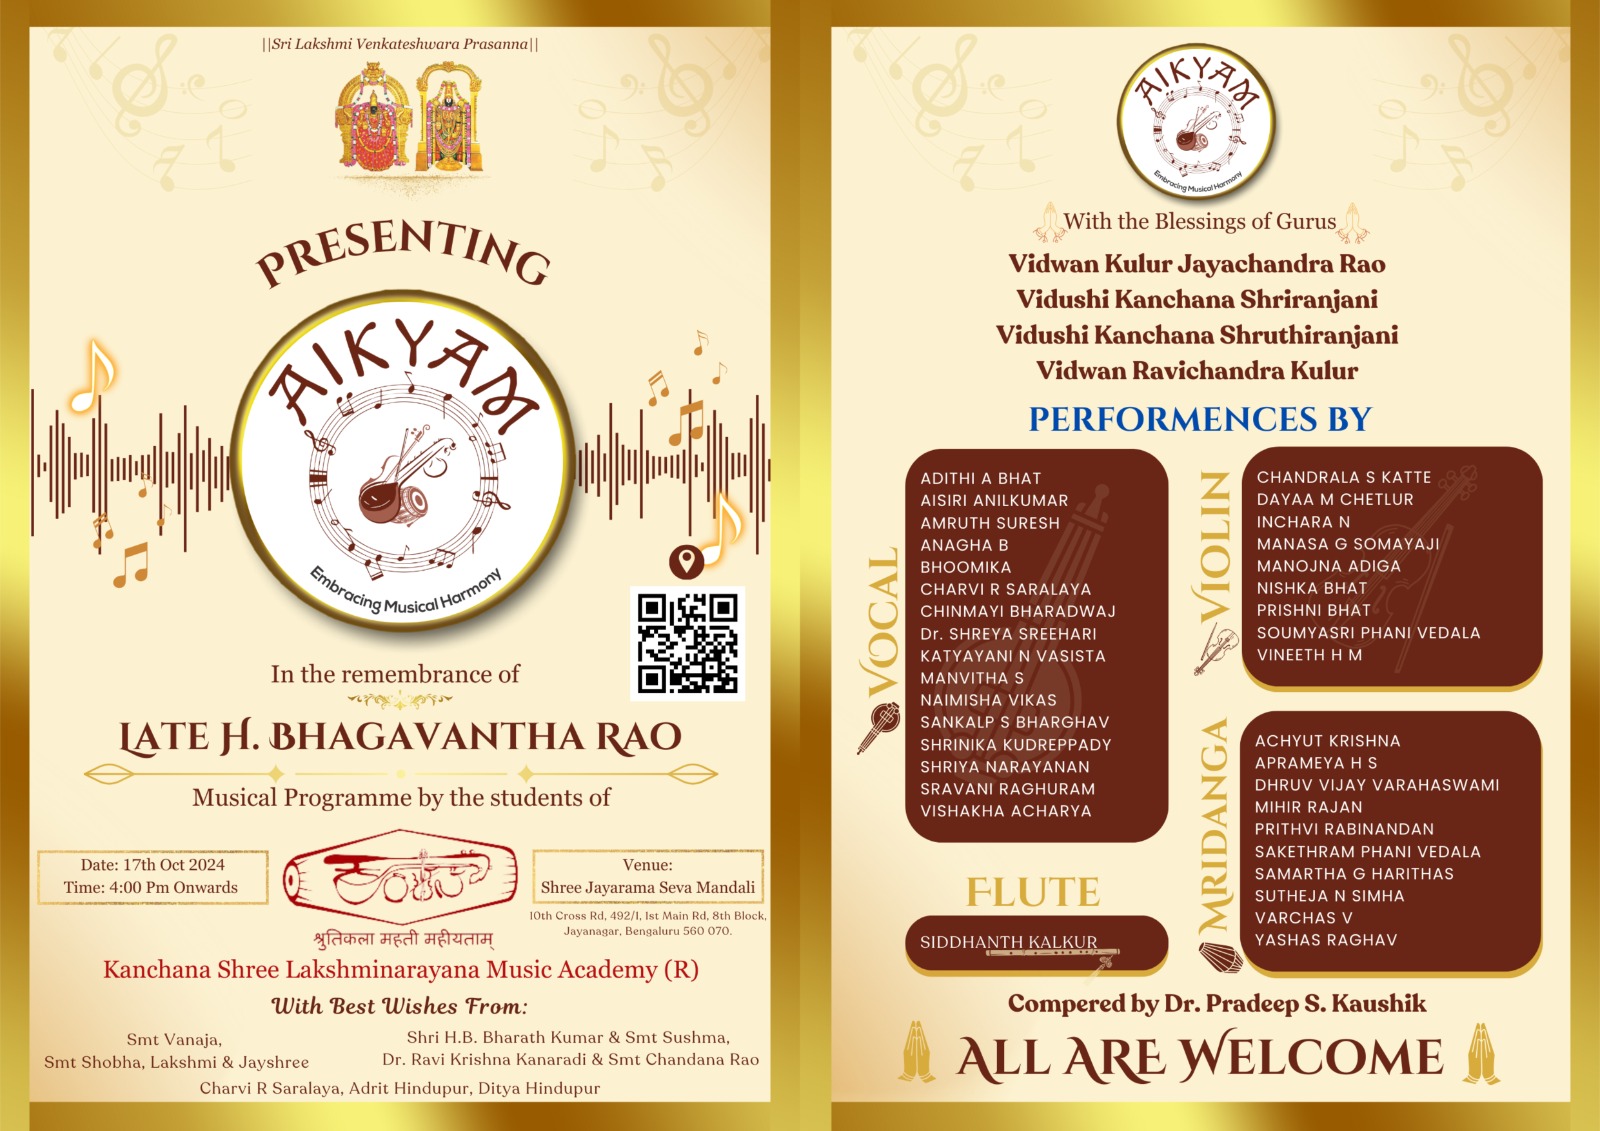 ||Sri Lakshmi Venkateshwara Prasanna||
PRESENTING
AIKYAM
Embracing Musical Harmony
In the remembrance of
LATE H. BHAGAVANTHA RAO
Musical Programme by the students of
Date: 17th Oct 2024
Time: 4:00 Pm Onwards
Venue:
Shree Jayarama Seva Mandali
10th Cross Rd, 492/I, Ist Main Rd, 8th Block,
Jayanagar, Bengaluru 560 070.
श्रुतिकला महती महीयताम्
Kanchana Shree Lakshminarayana Music Academy (R)
With Best Wishes From:
Smt Vanaja,
Smt Shobha, Lakshmi & Jayshree
Shri H.B. Bharath Kumar & Smt Sushma,
Dr. Ravi Krishna Kanaradi & Smt Chandana Rao
Charvi R Saralaya, Adrit Hindupur, Ditya Hindupur
AIKYAM
Embracing Musical Harmony
With the Blessings of Gurus
Vidwan Kulur Jayachandra Rao
Vidushi Kanchana Shriranjani
Vidushi Kanchana Shruthiranjani
Vidwan Ravichandra Kulur
PERFORMENCES BY
VOCAL
ADITHI A BHAT
AISIRI ANILKUMAR
AMRUTH SURESH
ANAGHA B
BHOOMIKA
CHARVI R SARALAYA
CHINMAYI BHARADWAJ
Dr. SHREYA SREEHARI
KATYAYANI N VASISTA
MANVITHA S
NAIMISHA VIKAS
SANKALP S BHARGHAV
SHRINIKA KUDREPPADY
SHRIYA NARAYANAN
SRAVANI RAGHURAM
VISHAKHA ACHARYA
FLUTE
SIDDHANTH KALKUR
VIOLIN
CHANDRALA S KATTE
DAYAA M CHETLUR
INCHARA N
MANASA G SOMAYAJI
MANOJNA ADIGA
NISHKA BHAT
PRISHNI BHAT
SOUMYASRI PHANI VEDALA
VINEETH H M
MRIDANGA
ACHYUT KRISHNA
APRAMEYA H S
DHRUV VIJAY VARAHASWAMI
MIHIR RAJAN
PRITHVI RABINANDAN
SAKETHRAM PHANI VEDALA
SAMARTHA G HARITHAS
SUTHEJA N SIMHA
VARCHAS V
YASHAS RAGHAV
Compered by Dr. Pradeep S. Kaushik
ALL ARE WELCOME